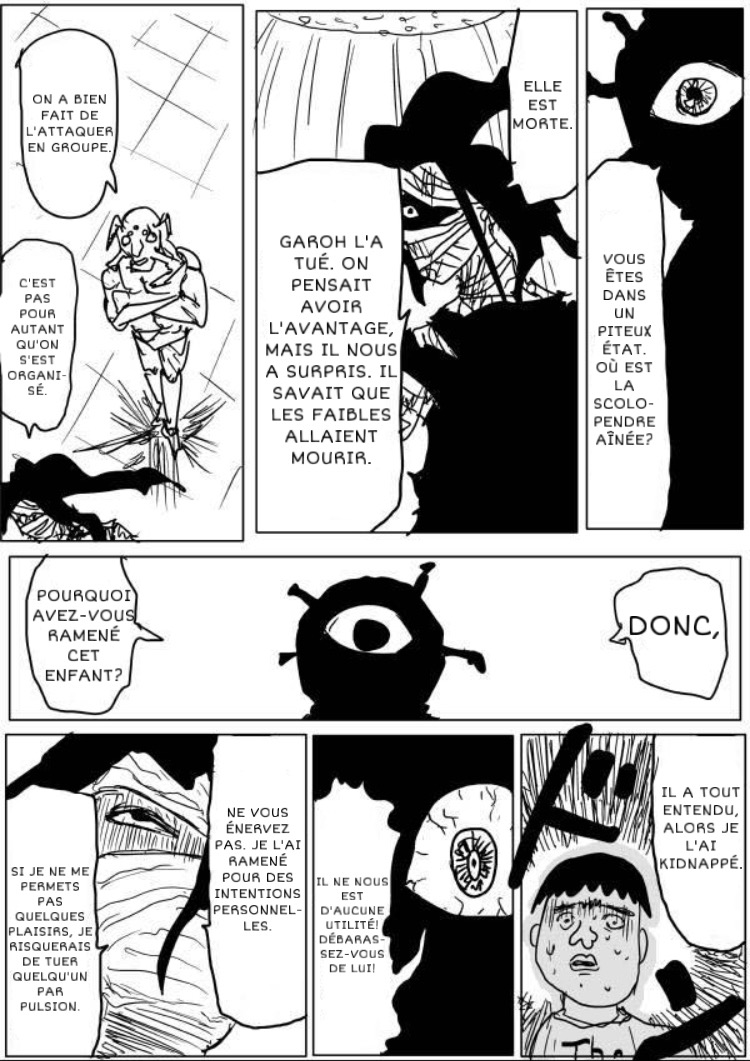 VOUS
ÊTES
DANS
UN
PITEUX
ÉTAT.
OÙ EST
LA
SCOLO-
PENDRE
AÎNÉE?
ELLE
EST
MORTE.
GAROH L'A
TUÉ. ON
PENSAIT
AVOIR
L'AVANTAGE,
MAIS IL NOUS
A SURPRIS. IL
SAVAIT QUE
LES FAIBLES
ALLAIENT
MOURIR.
ON A BIEN
FAIT DE
L'ATTAQUER
EN GROUPE.
C'EST
PAS
POUR
AUTANT
QU'ON
S'EST
ORGANI-
SÉ.
DONC,
POURQUOI
AVEZ-VOUS
RAMENÉ
CET
ENFANT?
IL A TOUT
ENTENDU,
ALORS JE
L'AI
KIDNAPPÉ.
ドン
The
IL NE NOUS
EST
D'AUCUNE
UTILITÉ!
DÉBARAS-
SEZ-VOUS
DE LUI!
NE VOUS
ÉNERVEZ
PAS. JE L'AI
RAMENÉ
POUR DES
INTENTIONS
PERSONNEL-
LES.
SI JE NE ME
PERMETS
PAS
QUELQUES
PLAISIRS, JE
RISQUERAIS
DE TUER
QUELQU'UN
PAR
PULSION.